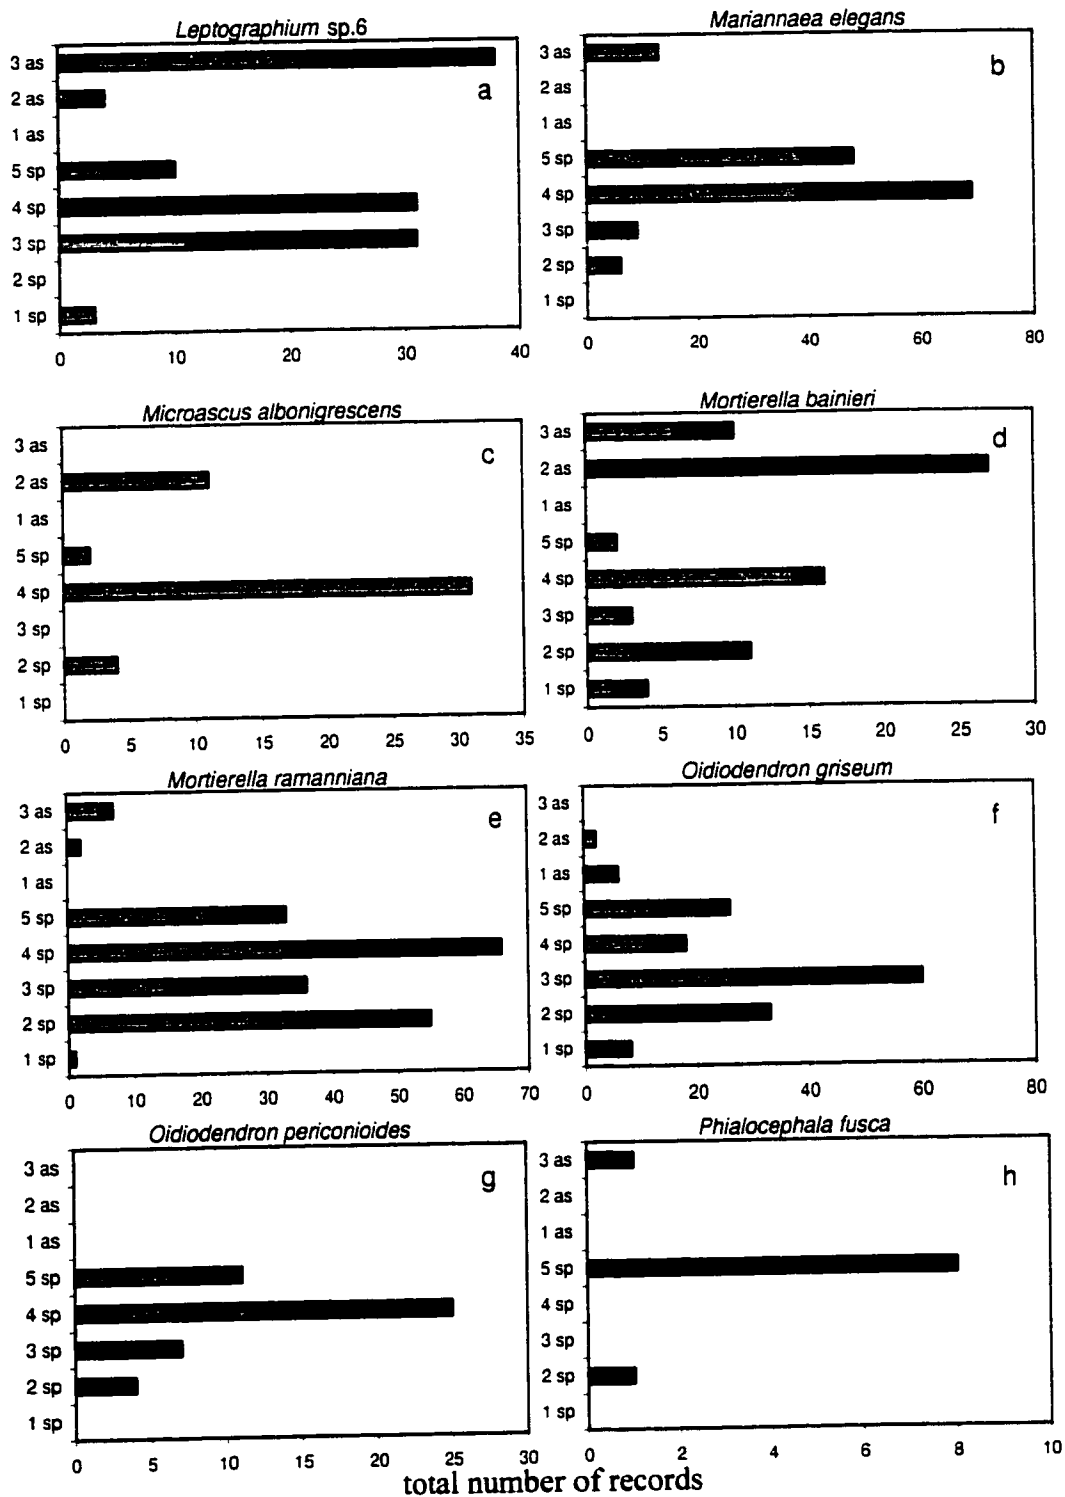 Leptographium sp.6
a
3 as
2 as
1 as
5 sp
4 sp
3 sp
2 sp
1 sp
0 10 20 30 40
Mariannaea elegans
b
3 as
2 as
1 as
5 sp
4 sp
3 sp
2 sp
1 sp
0 20 40 60 80
Microascus albonigrescens
c
3 as
2 as
1 as
5 sp
4 sp
3 sp
2 sp
1 sp
0 5 10 15 20 25 30 35
Mortierella bainieri
d
3 as
2 as
1 as
5 sp
4 sp
3 sp
2 sp
1 sp
0 5 10 15 20 25 30
Mortierella ramanniana
e
3 as
2 as
1 as
5 sp
4 sp
3 sp
2 sp
1 sp
0 10 20 30 40 50 60 70
Oidiodendron griseum
f
3 as
2 as
1 as
5 sp
4 sp
3 sp
2 sp
1 sp
0 20 40 60 80
Oidiodendron periconioides
g
3 as
2 as
1 as
5 sp
4 sp
3 sp
2 sp
1 sp
0 5 10 15 20 25 30
Phialocephala fusca
h
3 as
2 as
1 as
5 sp
4 sp
3 sp
2 sp
1 sp
0 2 4 6 8 10
total number of records